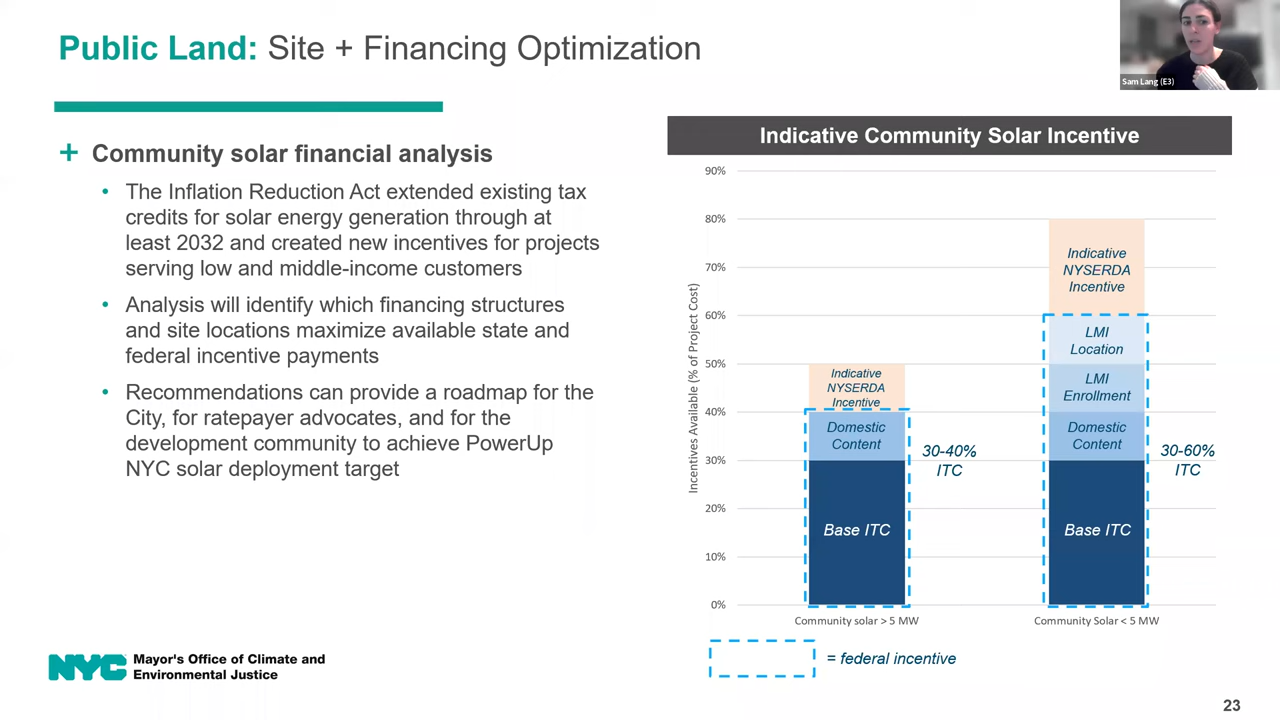 Public Land: Site + Financing Optimization
Sam Lang (E3)
+ Community solar financial analysis
• The Inflation Reduction Act extended existing tax
credits for solar energy generation through at
least 2032 and created new incentives for projects
serving low and middle-income customers
• Analysis will identify which financing structures
and site locations maximize available state and
federal incentive payments
• Recommendations can provide a roadmap for the
City, for ratepayer advocates, and for the
development community to achieve PowerUp
NYC solar deployment target
Indicative Community Solar Incentive
Incentives Available (% of Project Cost)
90%
80%
70%
60%
50%
40%
30%
20%
10%
0%
Indicative
NYSERDA
Incentive
Domestic
Content
Base ITC
30-40%
ITC
Community solar > 5 MW
Indicative
NYSERDA
Incentive
LMI
Location
LMI
Enrollment
Domestic
Content
Base ITC
30-60%
ITC
Community Solar < 5 MW
= federal incentive
NYC
Mayor's Office of Climate and
Environmental Justice
23